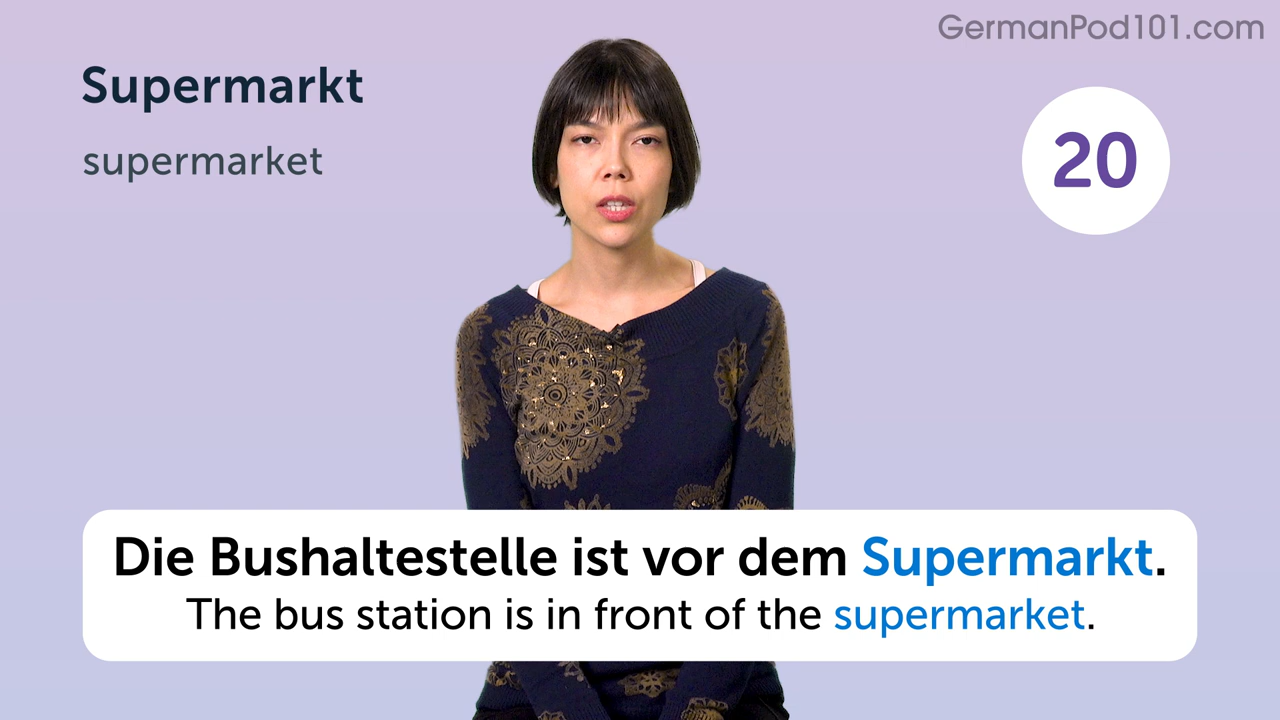 GermanPod101.com
Supermarkt
supermarket
20
Die Bushaltestelle ist vor dem Supermarkt.
The bus station is in front of the supermarket.